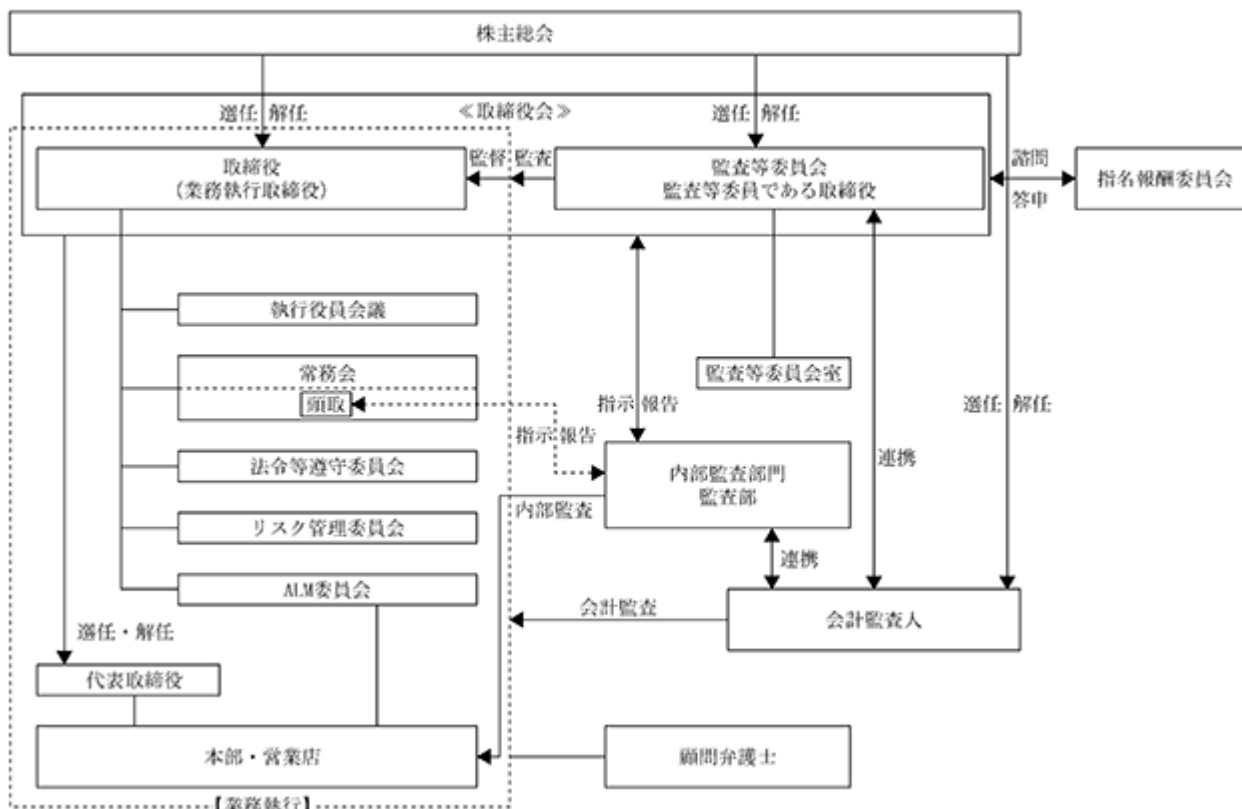 株主総会
選任 解任
≪取締役会≫
選任 解任
取締役
(業務執行取締役)
監督 監査
監査等委員会
監査等委員である取締役
諮問
答申
指名報酬委員会
執行役員会議
常務会
頭取
監査等委員会室
指示 報告
選任 解任
指示 報告
法令等遵守委員会
内部監査部門
監査部
連携
内部監査
リスク管理委員会
連携
ALM委員会
会計監査
会計監査人
選任・解任
代表取締役
本部・営業店
顧問弁護士
【業務執行】